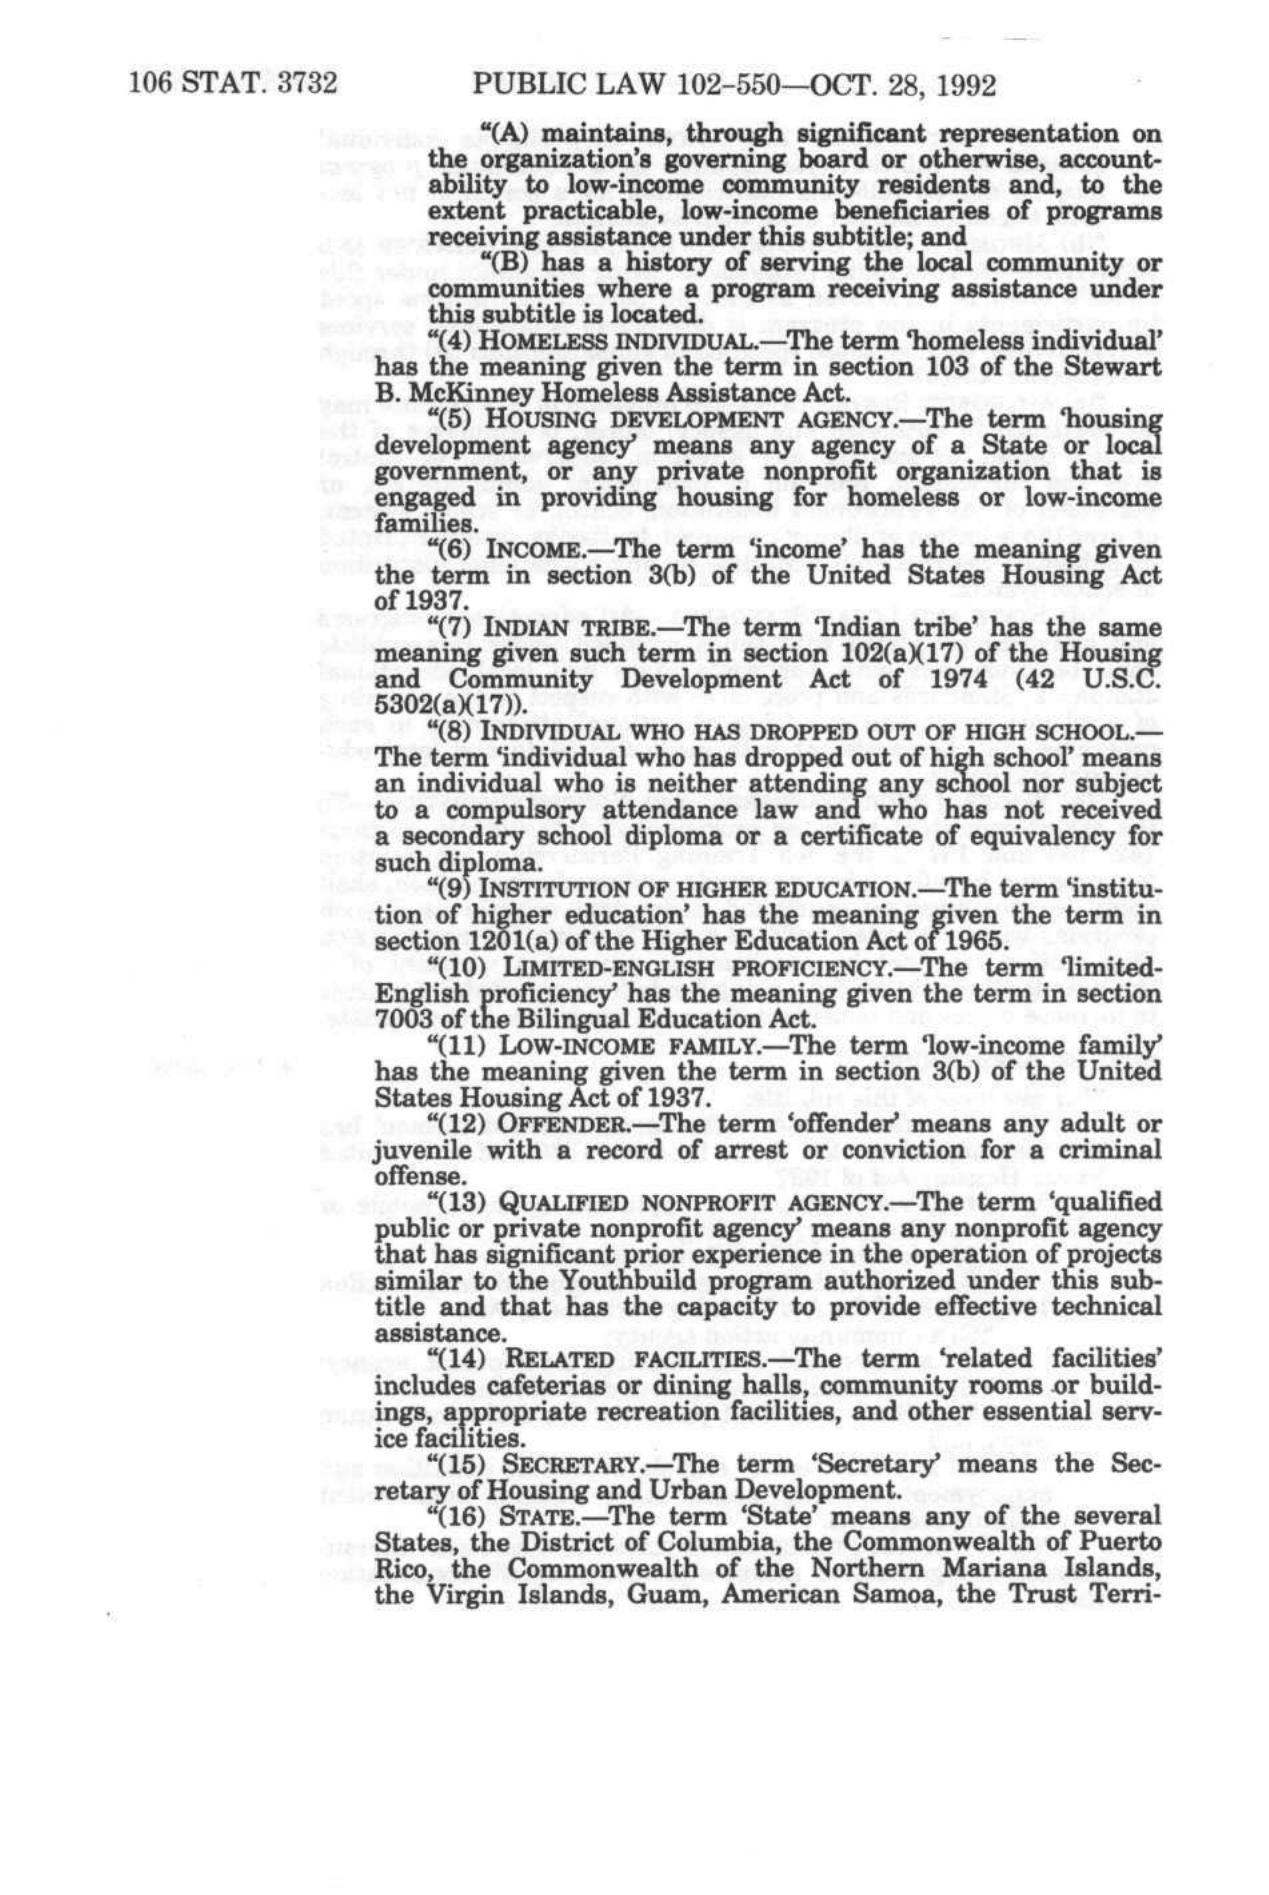 106 STAT. 3732 PUBLIC LAW 102-550—OCT. 28, 1992
"(A) maintains, through significant representation on
the organization's governing board or otherwise, account-
ability to low-income community residents and, to the
extent practicable, low-income beneficiaries of programs
receiving assistance under this subtitle; and
"(B) has a history of serving the local community or
communities where a program receiving assistance under
this subtitle is located.
"(4) HOMELESS INDIVIDUAL.—The term 'homeless individual'
has the meaning given the term in section 103 of the Stewart
B. McKinney Homeless Assistance Act.
"(5) HOUSING DEVELOPMENT AGENCY.—The term 'housing
development agency' means any agency of a State or local
government, or any private nonprofit organization that is
engaged in providing housing for homeless or low-income
families.
"(6) INCOME.—The term 'income' has the meaning given
the term in section 3(b) of the United States Housing Act
of 1937.
"(7) INDIAN TRIBE.—The term 'Indian tribe' has the same
meaning given such term in section 102(a)(17) of the Housing
and Community Development Act of 1974 (42 U.S.C.
5302(a)(17)).
"(8) INDIVIDUAL WHO HAS DROPPED OUT OF HIGH SCHOOL.—
The term 'individual who has dropped out of high school' means
an individual who is neither attending any school nor subject
to a compulsory attendance law and who has not received
a secondary school diploma or a certificate of equivalency for
such diploma.
"(9) INSTITUTION OF HIGHER EDUCATION.—The term 'institu-
tion of higher education' has the meaning given the term in
section 1201(a) of the Higher Education Act of 1965.
"(10) LIMITED-ENGLISH PROFICIENCY.—The term 'limited-
English proficiency' has the meaning given the term in section
7003 of the Bilingual Education Act.
"(11) LOW-INCOME FAMILY.—The term 'low-income family'
has the meaning given the term in section 3(b) of the United
States Housing Act of 1937.
"(12) OFFENDER.—The term 'offender' means any adult or
juvenile with a record of arrest or conviction for a criminal
offense.
"(13) QUALIFIED NONPROFIT AGENCY.—The term 'qualified
public or private nonprofit agency' means any nonprofit agency
that has significant prior experience in the operation of projects
similar to the Youthbuild program authorized under this sub-
title and that has the capacity to provide effective technical
assistance.
"(14) RELATED FACILITIES.—The term 'related facilities'
includes cafeterias or dining halls, community rooms or build-
ings, appropriate recreation facilities, and other essential serv-
ice facilities.
"(15) SECRETARY.—The term 'Secretary' means the Sec-
retary of Housing and Urban Development.
"(16) STATE.—The term 'State' means any of the several
States, the District of Columbia, the Commonwealth of Puerto
Rico, the Commonwealth of the Northern Mariana Islands,
the Virgin Islands, Guam, American Samoa, the Trust Terri-